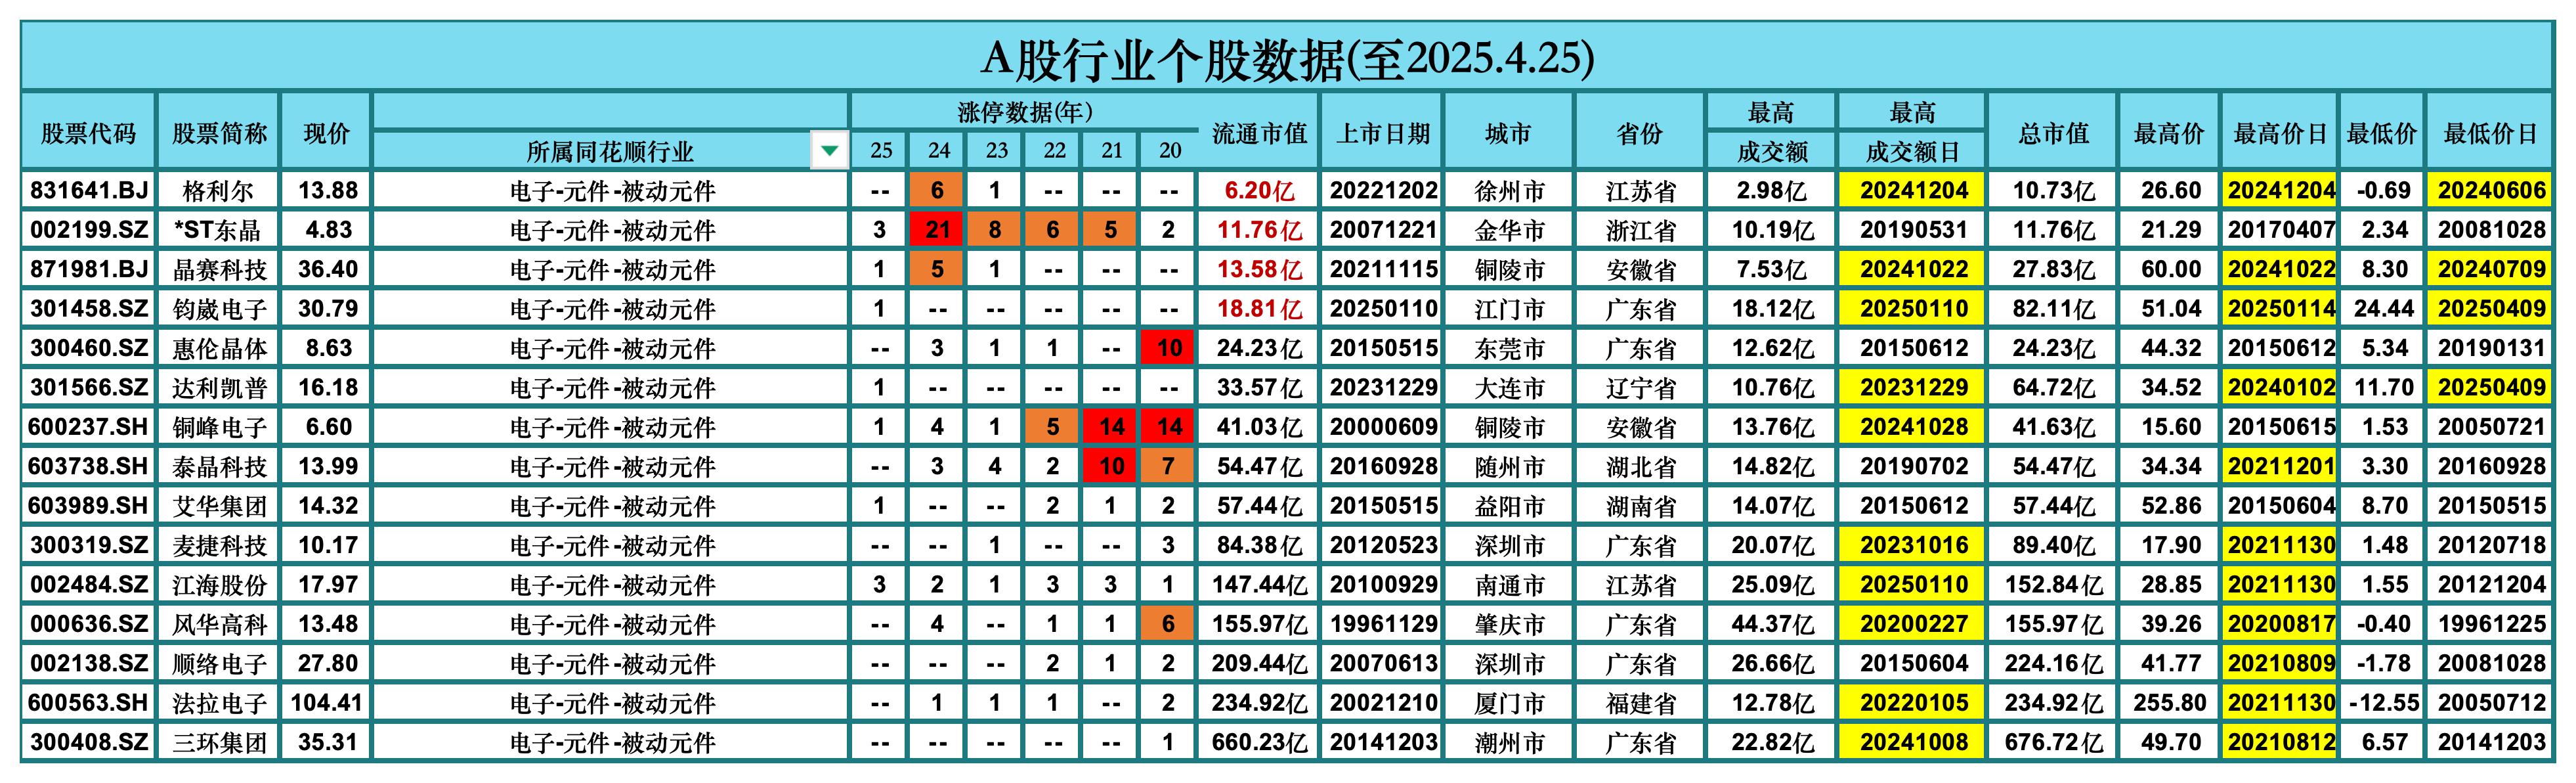 A股行业个股数据(至2025.4.25)
股票代码 股票简称 现价 所属同花顺行业 涨停数据(年) 25 24 23 22 21 20 流通市值 上市日期 城市 省份 最高成交额 最高成交额日 总市值 最高价 最高价日 最低价 最低价日
831641.BJ 格利尔 13.88 电子-元件-被动元件 -- 6 1 -- -- -- 6.20亿 20221202 徐州市 江苏省 2.98亿 20241204 10.73亿 26.60 20241204 -0.69 20240606
002199.SZ *ST东晶 4.83 电子-元件-被动元件 3 21 8 6 5 2 11.76亿 20071221 金华市 浙江省 10.19亿 20190531 11.76亿 21.29 20170407 2.34 20081028
871981.BJ 晶赛科技 36.40 电子-元件-被动元件 1 5 1 -- -- -- 13.58亿 20211115 铜陵市 安徽省 7.53亿 20241022 27.83亿 60.00 20241022 8.30 20240709
301458.SZ 钧崴电子 30.79 电子-元件-被动元件 1 -- -- -- -- -- 18.81亿 20250110 江门市 广东省 18.12亿 20250110 82.11亿 51.04 20250114 24.44 20250409
300460.SZ 惠伦晶体 8.63 电子-元件-被动元件 -- 3 1 1 -- 10 24.23亿 20150515 东莞市 广东省 12.62亿 20150612 24.23亿 44.32 20150612 5.34 20190131
301566.SZ 达利凯普 16.18 电子-元件-被动元件 1 -- -- -- -- -- 33.57亿 20231229 大连市 辽宁省 10.76亿 20231229 64.72亿 34.52 20240102 11.70 20250409
600237.SH 铜峰电子 6.60 电子-元件-被动元件 1 4 1 5 14 14 41.03亿 20000609 铜陵市 安徽省 13.76亿 20241028 41.63亿 15.60 20150615 1.53 20050721
603738.SH 泰晶科技 13.99 电子-元件-被动元件 -- 3 4 2 10 7 54.47亿 20160928 随州市 湖北省 14.82亿 20190702 54.47亿 34.34 20211201 3.30 20160928
603989.SH 艾华集团 14.32 电子-元件-被动元件 1 -- -- 2 1 2 57.44亿 20150515 益阳市 湖南省 14.07亿 20150612 57.44亿 52.86 20150604 8.70 20150515
300319.SZ 麦捷科技 10.17 电子-元件-被动元件 -- -- 1 -- -- 3 84.38亿 20120523 深圳市 广东省 20.07亿 20231016 89.40亿 17.90 20211130 1.48 20120718
002484.SZ 江海股份 17.97 电子-元件-被动元件 3 2 1 3 3 1 147.44亿 20100929 南通市 江苏省 25.09亿 20250110 152.84亿 28.85 20211130 1.55 20121204
000636.SZ 风华高科 13.48 电子-元件-被动元件 -- 4 -- 1 1 6 155.97亿 19961129 肇庆市 广东省 44.37亿 20200227 155.97亿 39.26 20200817 -0.40 19961225
002138.SZ 顺络电子 27.80 电子-元件-被动元件 -- -- -- 2 1 2 209.44亿 20070613 深圳市 广东省 26.66亿 20150604 224.16亿 41.77 20210809 -1.78 20081028
600563.SH 法拉电子 104.41 电子-元件-被动元件 -- 1 1 1 -- 2 234.92亿 20021210 厦门市 福建省 12.78亿 20220105 234.92亿 255.80 20211130 -12.55 20050712
300408.SZ 三环集团 35.31 电子-元件-被动元件 -- -- -- -- -- 1 660.23亿 20141203 潮州市 广东省 22.82亿 20241008 676.72亿 49.70 20210812 6.57 20141203